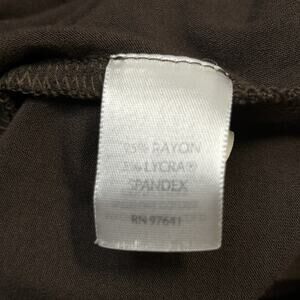 95% RAYON
5% LYCRA®
SPANDEX
RN 97641